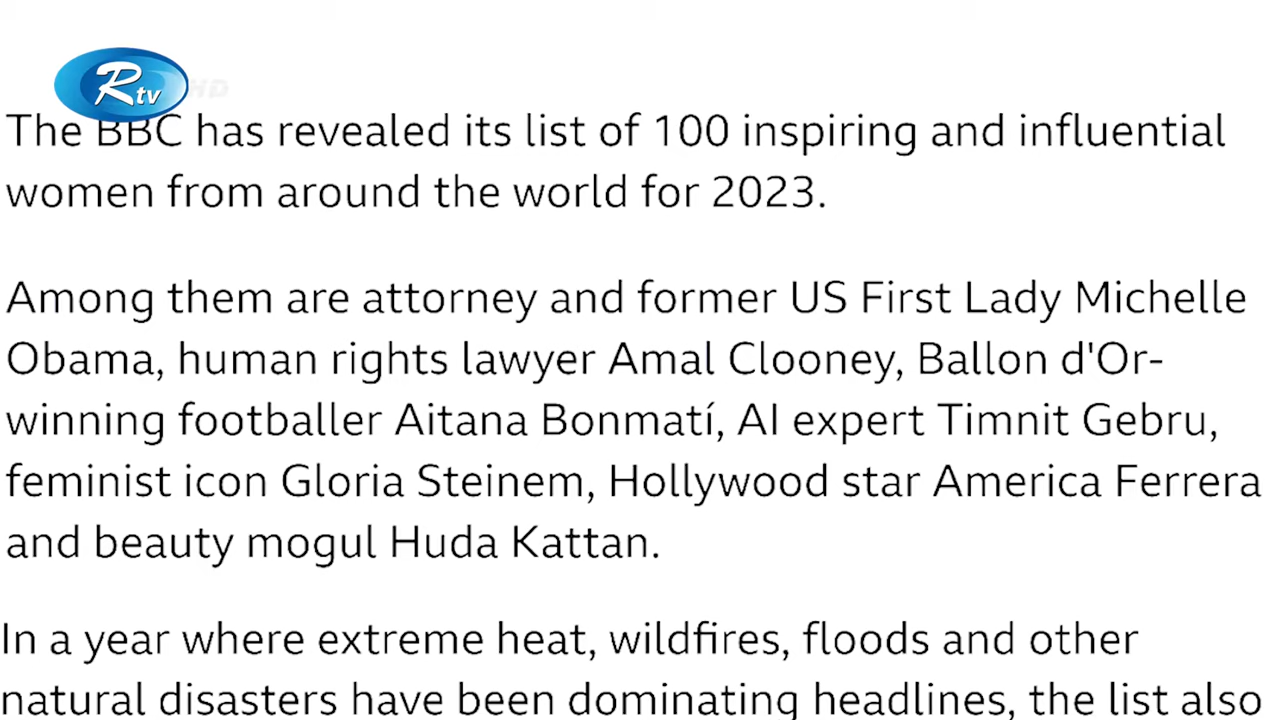 Rtv HD
The BBC has revealed its list of 100 inspiring and influential
women from around the world for 2023.
Among them are attorney and former US First Lady Michelle
Obama, human rights lawyer Amal Clooney, Ballon d'Or-
winning footballer Aitana Bonmatí, AI expert Timnit Gebru,
feminist icon Gloria Steinem, Hollywood star America Ferrera
and beauty mogul Huda Kattan.
In a year where extreme heat, wildfires, floods and other
natural disasters have been dominating headlines, the list also